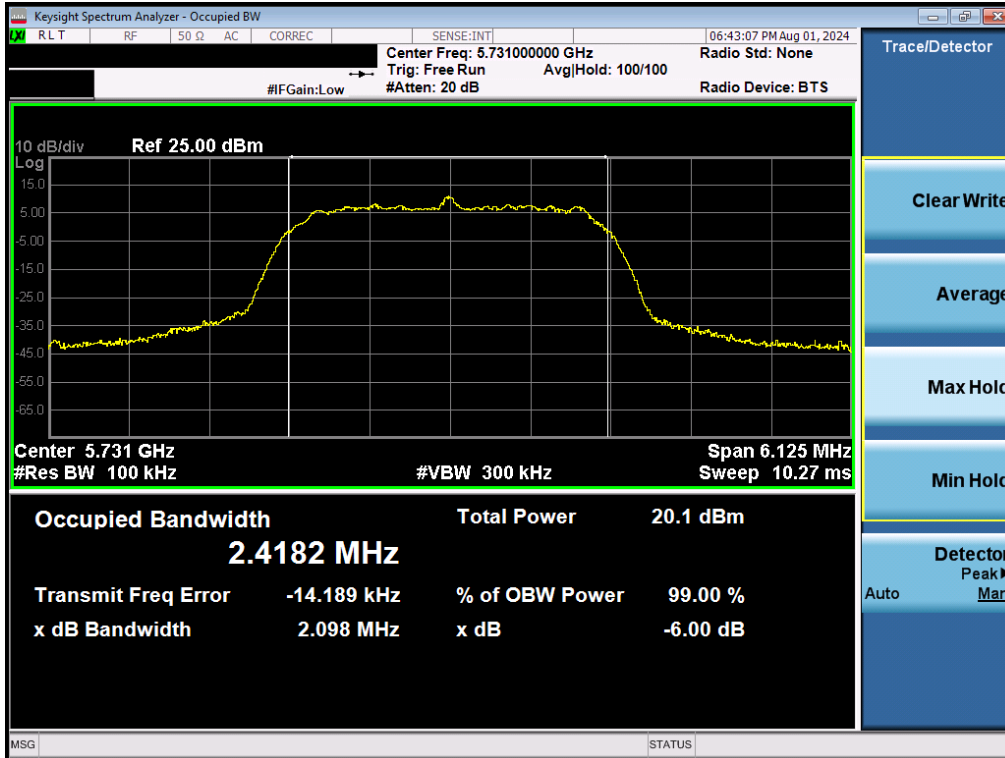 Keysight Spectrum Analyzer - Occupied BW
LXI RLT RF 50 Ω AC CORREC SENSE:INT 06:43:07 PM Aug 01, 2024
Center Freq: 5.731000000 GHz Radio Std: None
Trig: Free Run Avg|Hold: 100/100
#IFGain:Low #Atten: 20 dB Radio Device: BTS
10 dB/div Ref 25.00 dBm
Log
15.0
5.00
-5.00
-15.0
-25.0
-35.0
-45.0
-55.0
-65.0
Center 5.731 GHz Span 6.125 MHz
#Res BW 100 kHz #VBW 300 kHz Sweep 10.27 ms
Occupied Bandwidth Total Power 20.1 dBm
2.4182 MHz
Transmit Freq Error -14.189 kHz % of OBW Power 99.00 %
x dB Bandwidth 2.098 MHz x dB -6.00 dB
MSG STATUS
Trace/Detector
Clear Write
Average
Max Hold
Min Hold
Detector
Peak
Auto Man